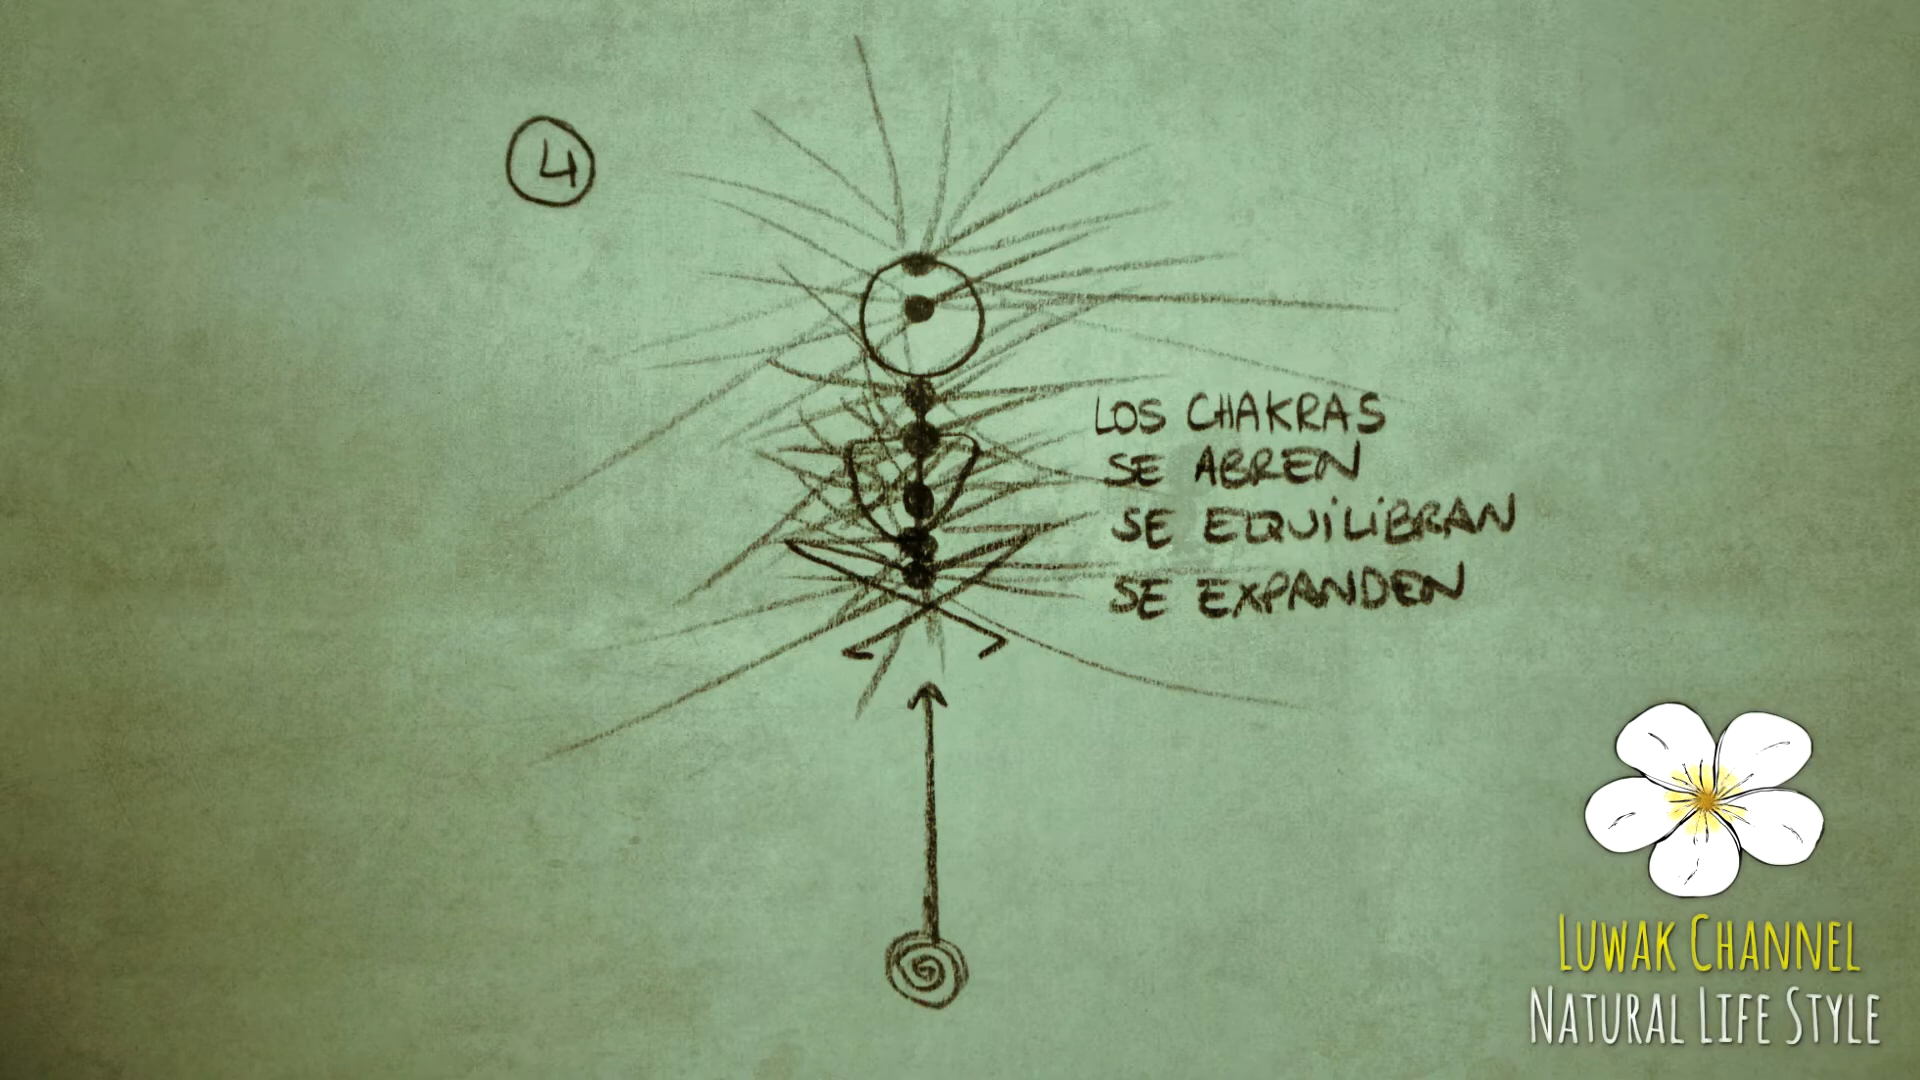 4
LOS CHAKRAS
SE ABREN
SE EQUILIBRAN
SE EXPANDEN
LUWAK CHANNEL
NATURAL LIFE STYLE